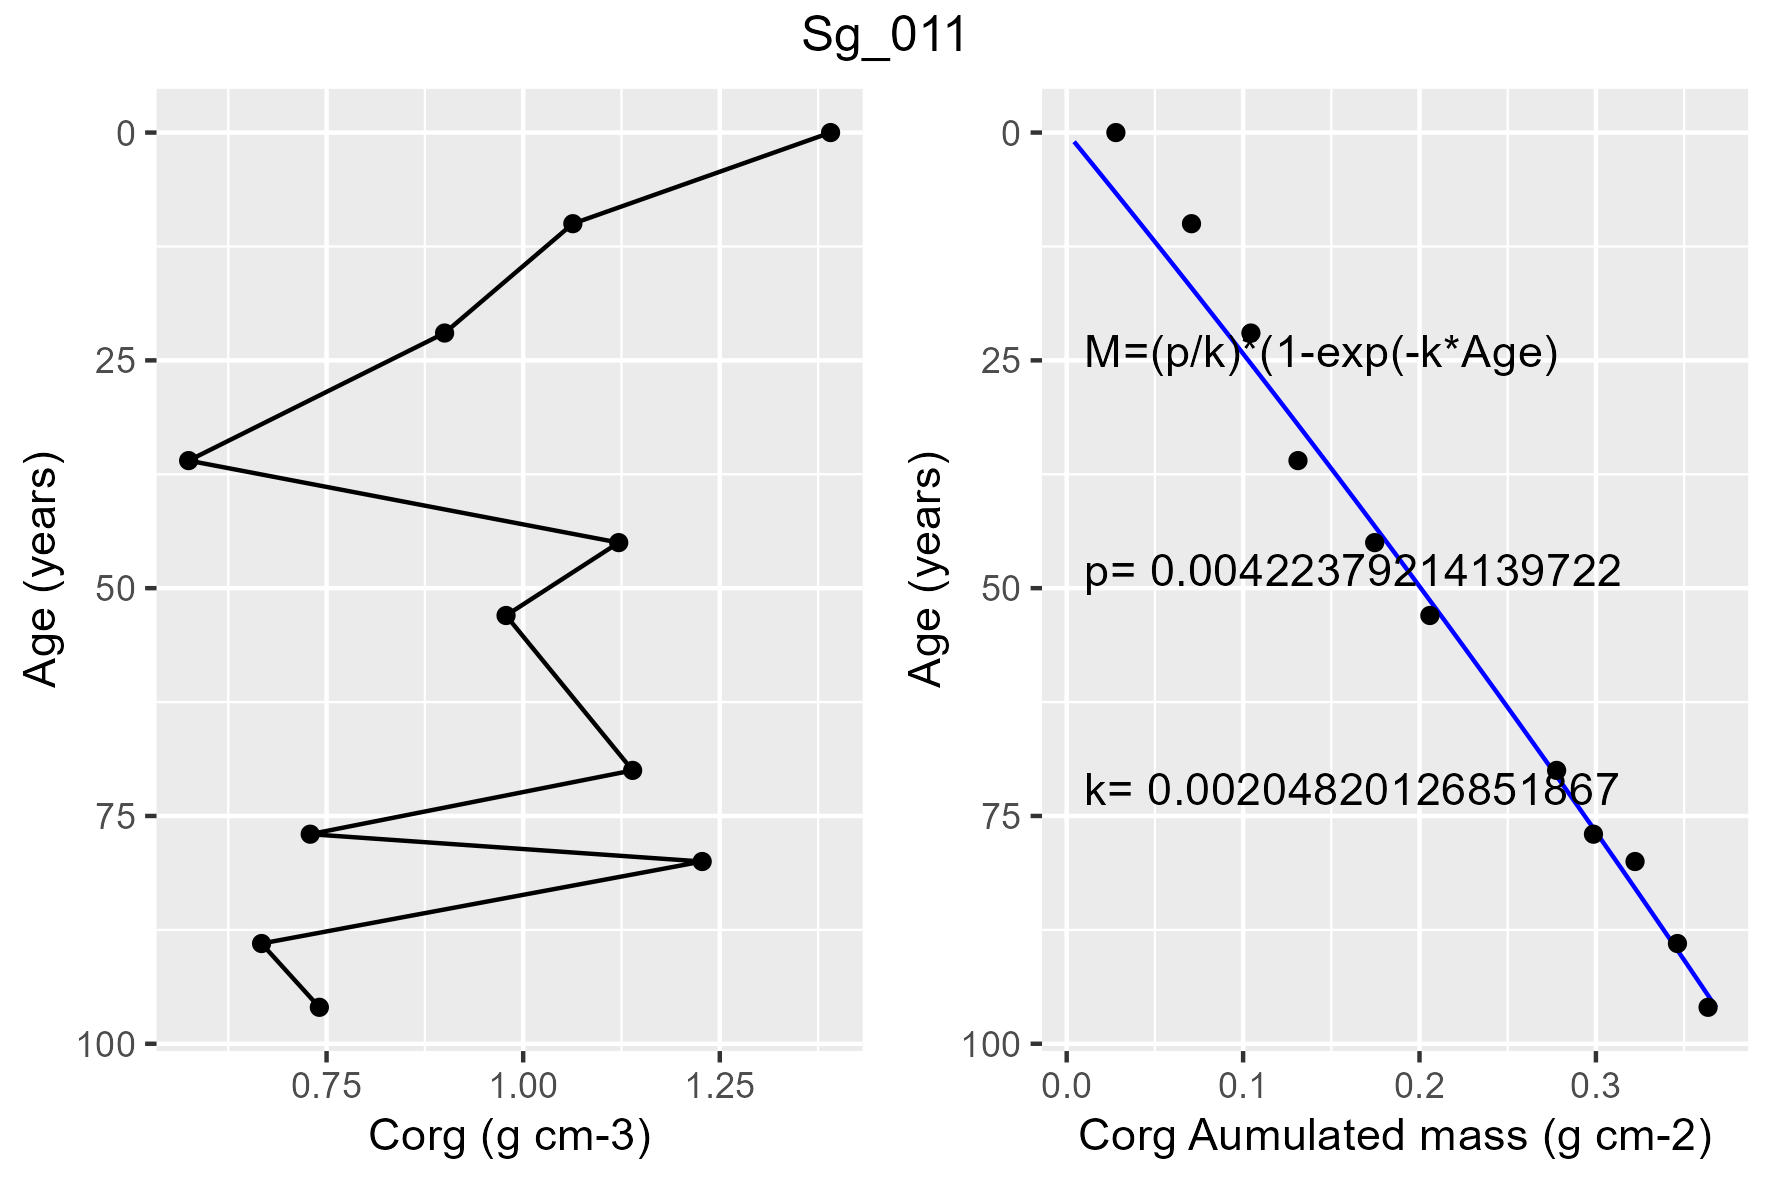 Sg_011
0
25
50
75
100
Age (years)
0.75 1.00 1.25
Corg (g cm-3)
0
25
50
75
100
Age (years)
M=(p/k)*(1-exp(-k*Age)
p= 0.00422379214139722
k= 0.00204820126851867
0.0 0.1 0.2 0.3
Corg Aumulated mass (g cm-2)